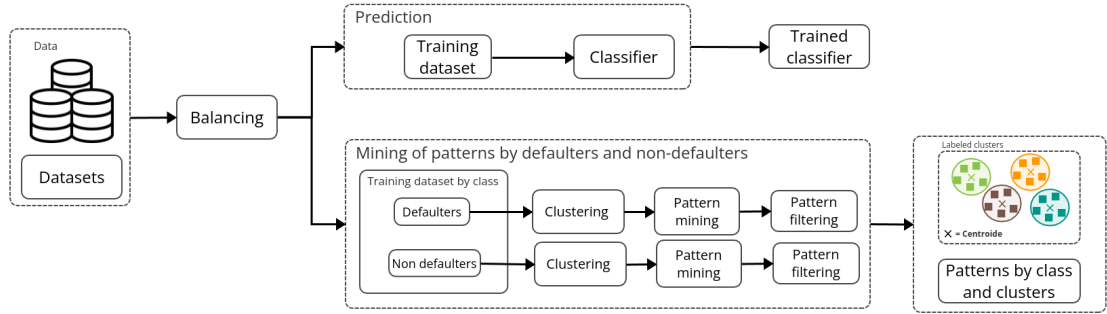 Data
Datasets
Balancing
Prediction
Training
dataset
Classifier
Trained
classifier
Mining of patterns by defaulters and non-defaulters
Training dataset by class
Defaulters
Clustering
Pattern
mining
Pattern
filtering
Non defaulters
Clustering
Pattern
mining
Pattern
filtering
Labeled clusters
X = Centroide
Patterns by class
and clusters